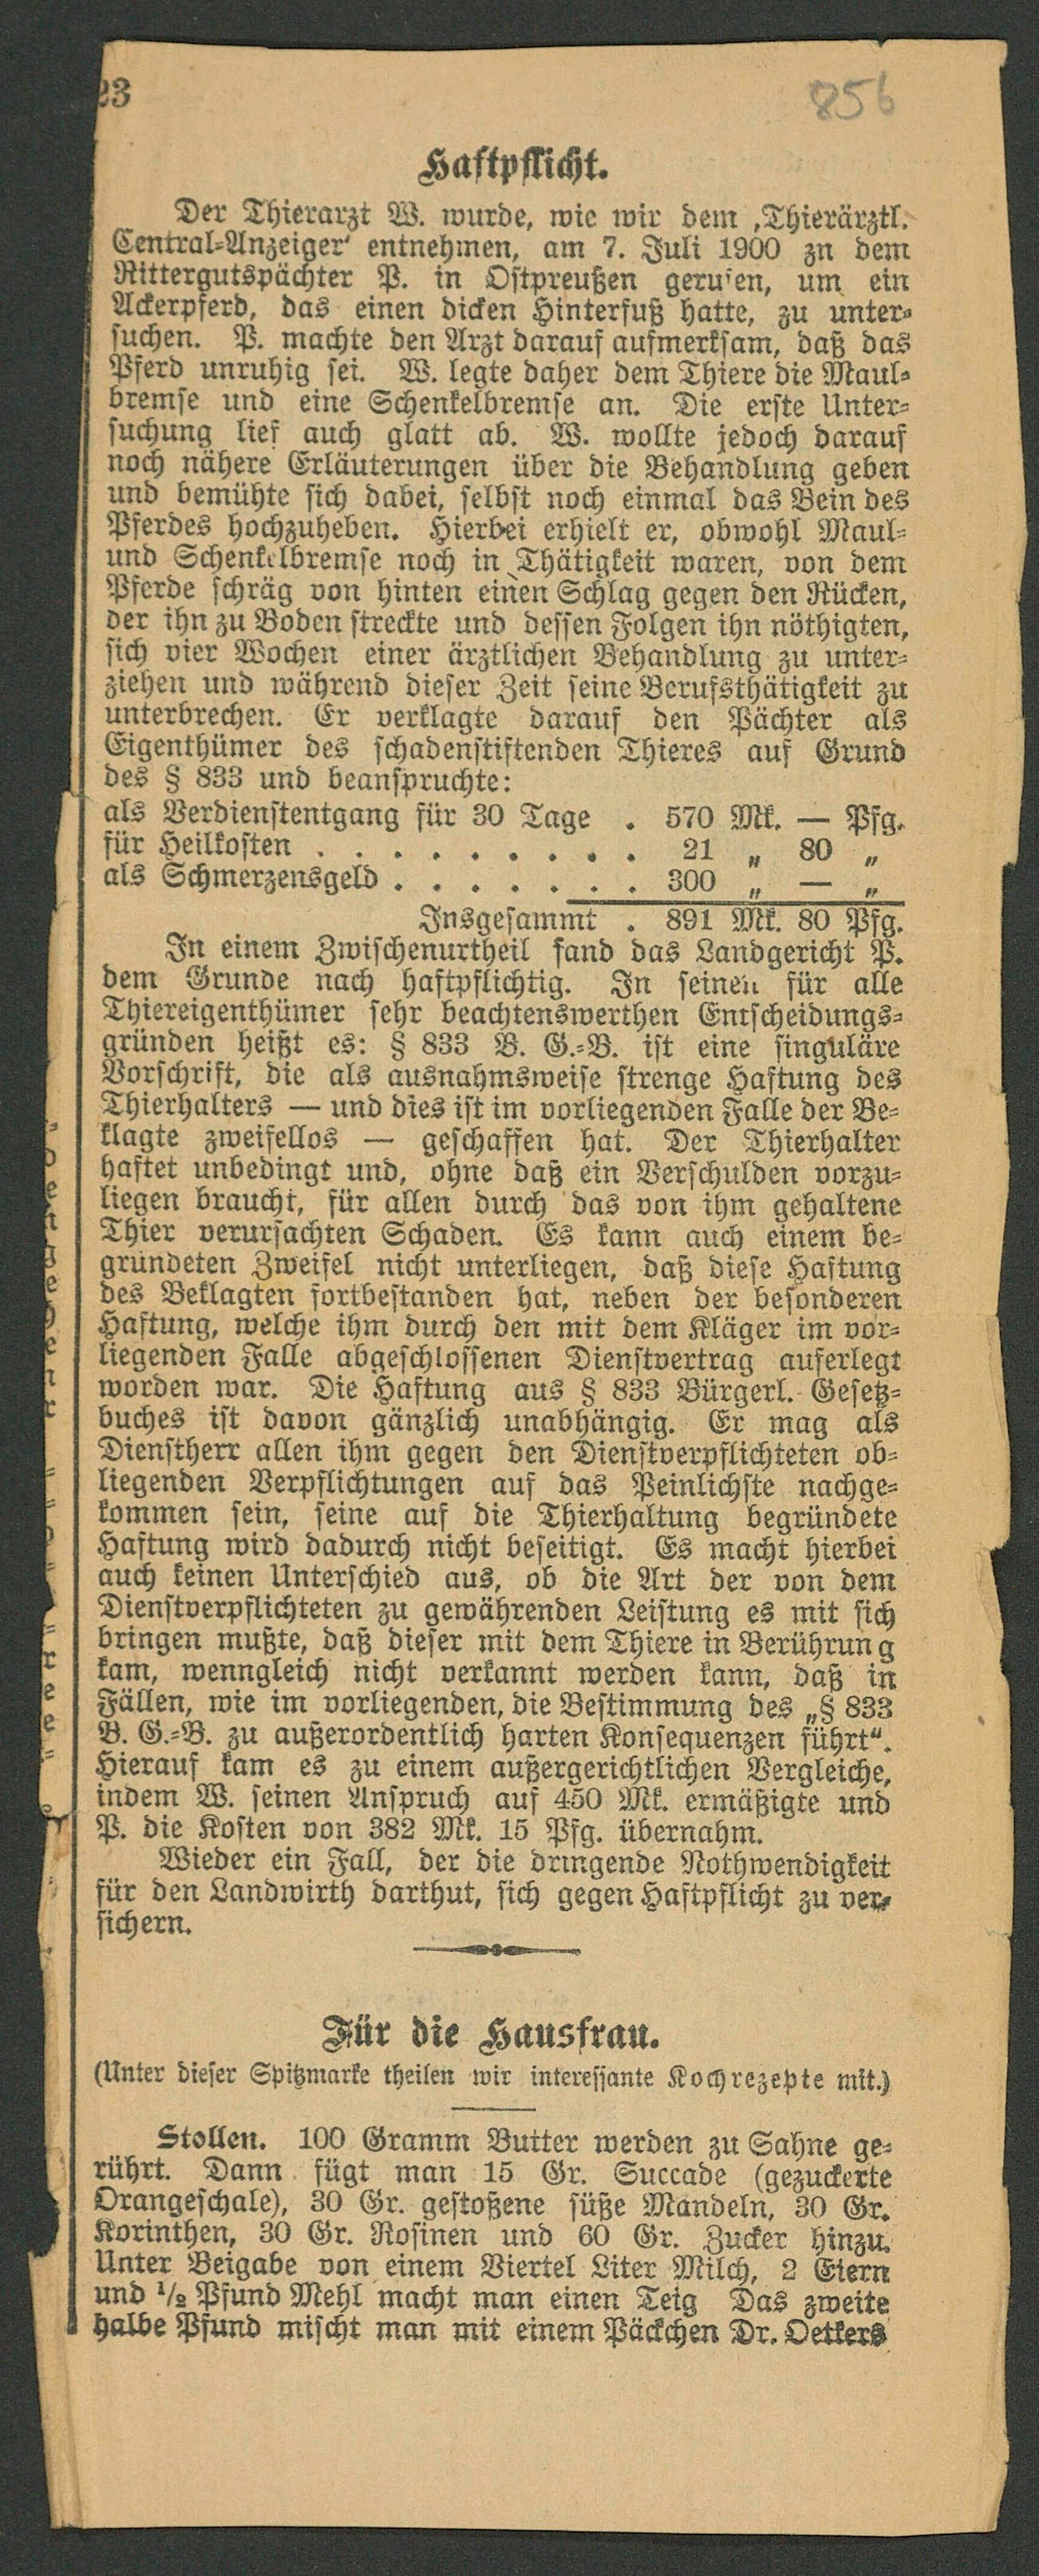 23
856
Haftpflicht.
Der Thierarzt W. wurde, wie wir dem ‚Thierärztl.
Central-Anzeiger‘ entnehmen, am 7. Juli 1900 zn dem
Rittergutspächter P. in Ostpreußen gerufen, um ein
Ackerpferd, das einen dicken Hinterfuß hatte, zu unter-
suchen. P. machte den Arzt darauf aufmerksam, daß das
Pferd unruhig sei. W. legte daher dem Thiere die Maul-
bremse und eine Schenkelbremse an. Die erste Unter-
suchung lief auch glatt ab. W. wollte jedoch darauf
noch nähere Erläuterungen über die Behandlung geben
und bemühte sich dabei, selbst noch einmal das Bein des
Pferdes hochzuheben. Hierbei erhielt er, obwohl Maul-
und Schenkelbremse noch in Thätigkeit waren, von dem
Pferde schräg von hinten einen Schlag gegen den Rücken,
der ihn zu Boden streckte und dessen Folgen ihn nöthigten,
sich vier Wochen einer ärztlichen Behandlung zu unter-
ziehen und während dieser Zeit seine Berufsthätigkeit zu
unterbrechen. Er verklagte darauf den Pächter als
Eigenthümer des schadenstiftenden Thieres auf Grund
des § 833 und beanspruchte:
als Verdienstentgang für 30 Tage . 570 Mk. — Pfg.
für Heilkosten . . . . . . . . . 21 „ 80 „
als Schmerzensgeld . . . . . . . 300 „ — „
Insgesammt . 891 Mk. 80 Pfg.
In einem Zwischenurtheil fand das Landgericht P.
dem Grunde nach haftpflichtig. In seinen für alle
Thiereigenthümer sehr beachtenswerthen Entscheidungs-
gründen heißt es: § 833 B. G.-B. ist eine singuläre
Vorschrift, die als ausnahmsweise strenge Haftung des
Thierhalters — und dies ist im vorliegenden Falle der Be-
klagte zweifellos — geschaffen hat. Der Thierhalter
haftet unbedingt und, ohne daß ein Verschulden vorzu-
liegen braucht, für allen durch das von ihm gehaltene
Thier verursachten Schaden. Es kann auch einem be-
gründeten Zweifel nicht unterliegen, daß diese Haftung
des Beklagten fortbestanden hat, neben der besonderen
Haftung, welche ihm durch den mit dem Kläger im vor-
liegenden Falle abgeschlossenen Dienstvertrag auferlegt
worden war. Die Haftung aus § 833 Bürgerl. Gesetz-
buches ist davon gänzlich unabhängig. Er mag als
Dienstherr allen ihm gegen den Dienstverpflichteten ob-
liegenden Verpflichtungen auf das Peinlichste nachge-
kommen sein, seine auf die Thierhaltung begründete
Haftung wird dadurch nicht beseitigt. Es macht hierbei
auch keinen Unterschied aus, ob die Art der von dem
Dienstverpflichteten zu gewährenden Leistung es mit sich
bringen mußte, daß dieser mit dem Thiere in Berührung
kam, wenngleich nicht verkannt werden kann, daß in
Fällen, wie im vorliegenden, die Bestimmung des „§ 833
B. G.-B. zu außerordentlich harten Konsequenzen führt“.
Hierauf kam es zu einem außergerichtlichen Vergleiche,
indem W. seinen Anspruch auf 450 Mk. ermäßigte und
P. die Kosten von 382 Mk. 15 Pfg. übernahm.
Wieder ein Fall, der die dringende Nothwendigkeit
für den Landwirth darthut, sich gegen Haftpflicht zu ver-
sichern.
Für die Hausfrau.
(Unter dieser Spitzmarke theilen wir interessante Kochrezepte mit.)
Stollen. 100 Gramm Butter werden zu Sahne ge-
rührt. Dann fügt man 15 Gr. Succade (gezuckerte
Orangeschale), 30 Gr. gestoßene süße Mandeln, 30 Gr.
Korinthen, 30 Gr. Rosinen und 60 Gr. Zucker hinzu.
Unter Beigabe von einem Viertel Liter Milch, 2 Eiern
und ½ Pfund Mehl macht man einen Teig Das zweite
halbe Pfund mischt man mit einem Päckchen Dr. Oetkers